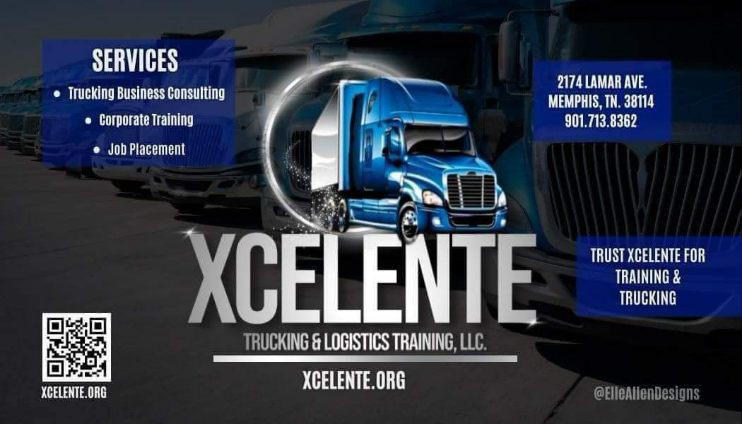 SERVICES
• Trucking Business Consulting
• Corporate Training
• Job Placement
2174 LAMAR AVE.
MEMPHIS, TN. 38114
901.713.8362
XCELENTE
TRUCKING & LOGISTICS TRAINING, LLC.
XCELENTE.ORG
TRUST XCELENTE FOR
TRAINING &
TRUCKING
XCELENTE.ORG
@ElleAllenDesigns